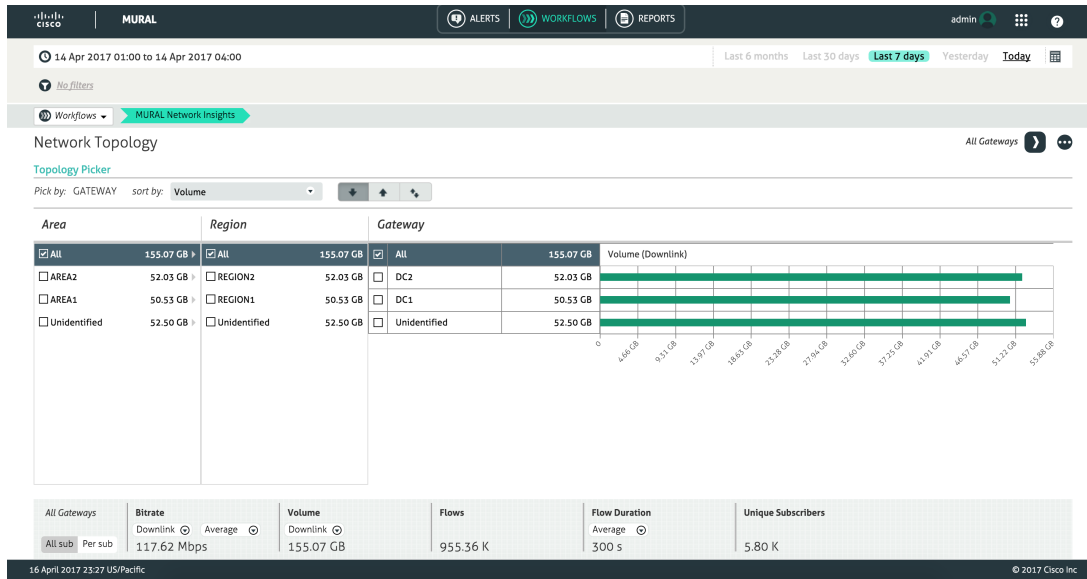 cisco MURAL ALERTS WORKFLOWS REPORTS admin ?
14 Apr 2017 01:00 to 14 Apr 2017 04:00 Last 6 months Last 30 days Last 7 days Yesterday Today
No filters
Workflows MURAL Network Insights
Network Topology All Gateways
Topology Picker
Pick by: GATEWAY sort by: Volume
Area Region Gateway
All 155.07 GB All 155.07 GB All 155.07 GB Volume (Downlink)
AREA2 52.03 GB REGION2 52.03 GB DC2 52.03 GB
AREA1 50.53 GB REGION1 50.53 GB DC1 50.53 GB
Unidentified 52.50 GB Unidentified 52.50 GB Unidentified 52.50 GB
0 4.66 GB 9.31 GB 13.97 GB 18.63 GB 23.28 GB 27.94 GB 32.60 GB 37.25 GB 41.91 GB 46.57 GB 51.22 GB 55.88 GB
All Gateways Bitrate Volume Flows Flow Duration Unique Subscribers
Downlink Average Downlink Average
All sub Per sub 117.62 Mbps 155.07 GB 955.36 K 300 s 5.80 K
16 April 2017 23:27 US/Pacific © 2017 Cisco Inc